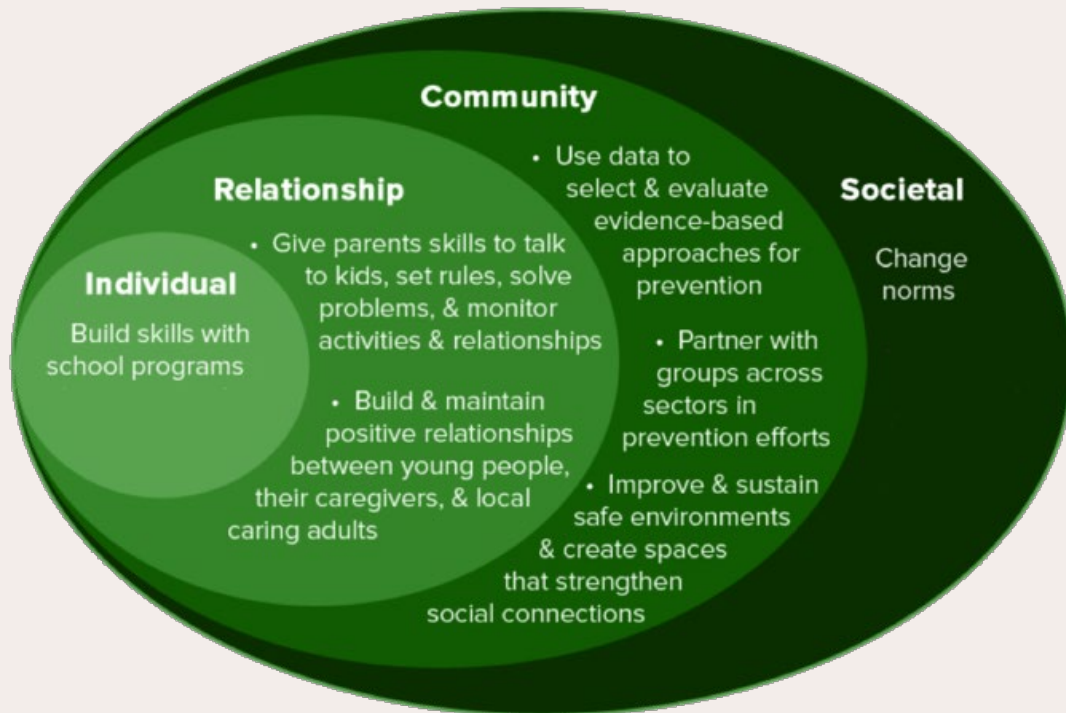 Community
• Use data to
select & evaluate
evidence-based
approaches for
prevention
• Partner with
groups across
sectors in
prevention efforts
• Improve & sustain
safe environments
& create spaces
that strengthen
social connections
Relationship
• Give parents skills to talk
to kids, set rules, solve
problems, & monitor
activities & relationships
• Build & maintain
positive relationships
between young people,
their caregivers, & local
caring adults
Individual
Build skills with
school programs
Societal
Change
norms